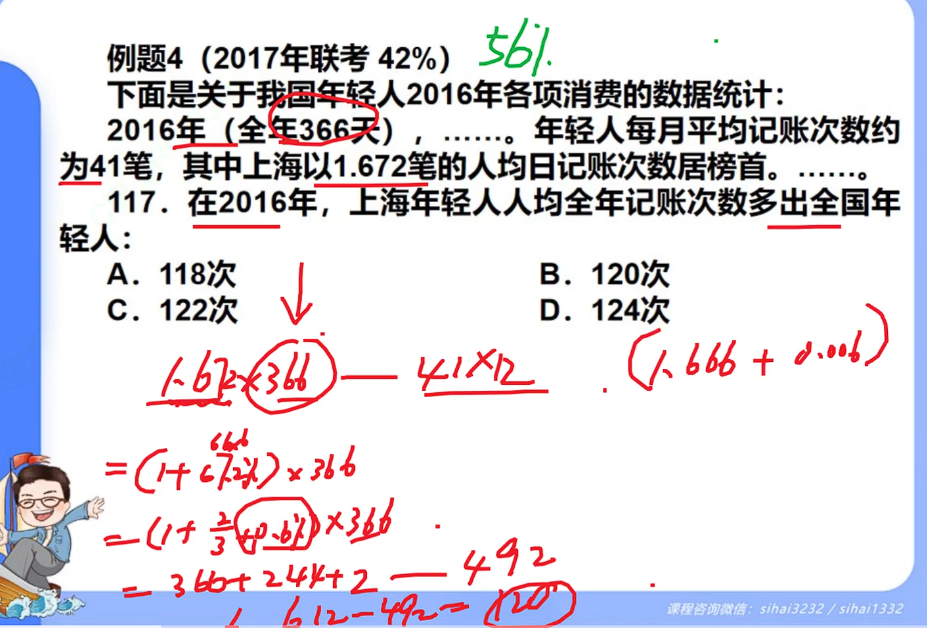 例题4（2017年联考 42%） 56%
下面是关于我国年轻人2016年各项消费的数据统计：
2016年（全年366天），……。年轻人每月平均记账次数约
为41笔，其中上海以1.672笔的人均日记账次数居榜首。……。
117．在2016年，上海年轻人人均全年记账次数多出全国年
轻人：
A．118次 B．120次
C．122次 D．124次
1.672×366 — 41×12 (1.666 + 0.006)
66.6
=(1+67.2%)×366
=(1+2/3+0.6%)×366
=366+244+2 — 492
612-492=120
课程咨询微信：sihai3232 / sihai1332